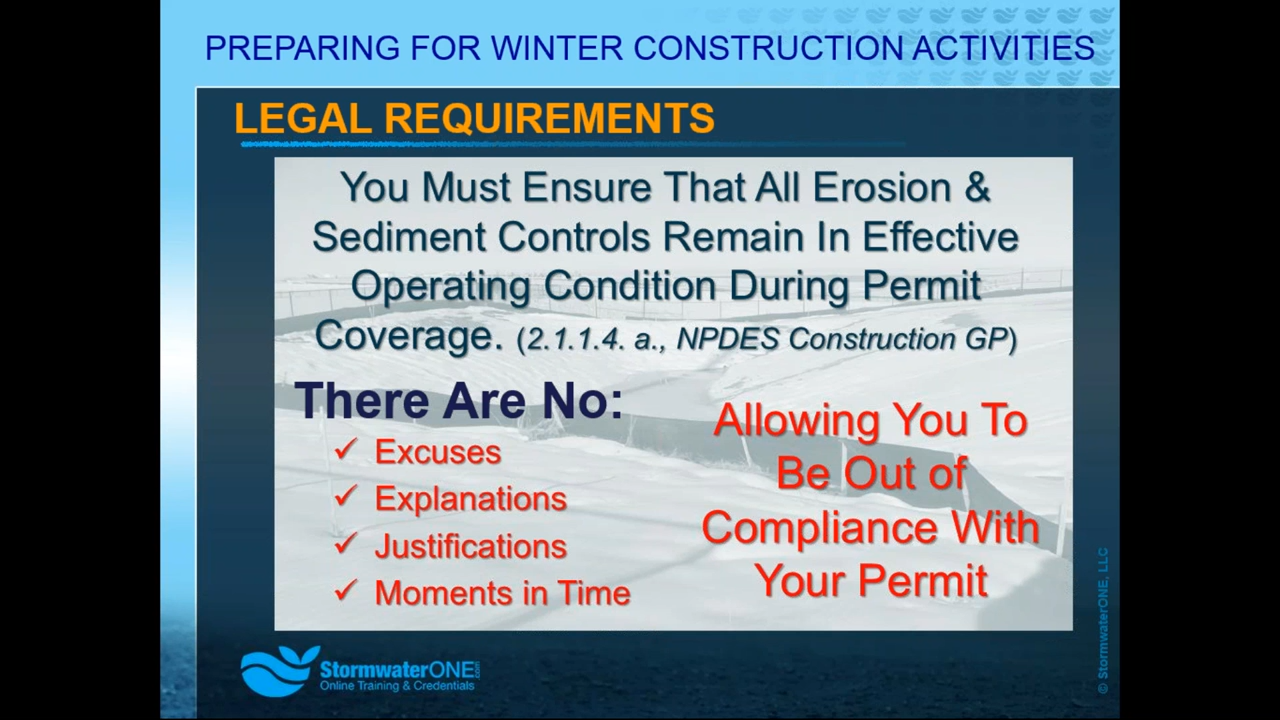 PREPARING FOR WINTER CONSTRUCTION ACTIVITIES
LEGAL REQUIREMENTS
You Must Ensure That All Erosion &
Sediment Controls Remain In Effective
Operating Condition During Permit
Coverage. (2.1.1.4. a., NPDES Construction GP)
There Are No:
✓ Excuses
✓ Explanations
✓ Justifications
✓ Moments in Time
Allowing You To
Be Out of
Compliance With
Your Permit
StormwaterONE.com
Online Training & Credentials
© StormwaterONE, LLC